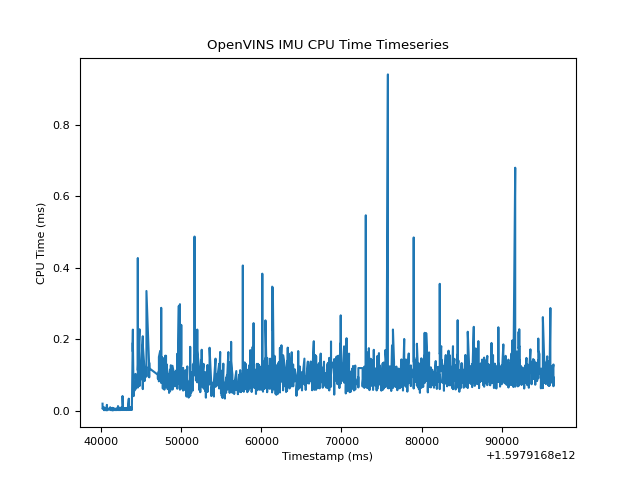 OpenVINS IMU CPU Time Timeseries
CPU Time (ms)
0.8
0.6
0.4
0.2
0.0
40000 50000 60000 70000 80000 90000
Timestamp (ms)
+1.5979168e12